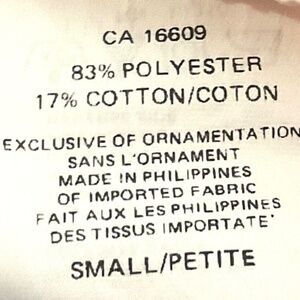 CA 16609
83% POLYESTER
17% COTTON/COTON
EXCLUSIVE OF ORNAMENTATION
SANS L'ORNAMENT
MADE IN PHILIPPINES
OF IMPORTED FABRIC
FAIT AUX LES PHILIPPINES
DES TISSUS IMPORTATE'
SMALL/PETITE